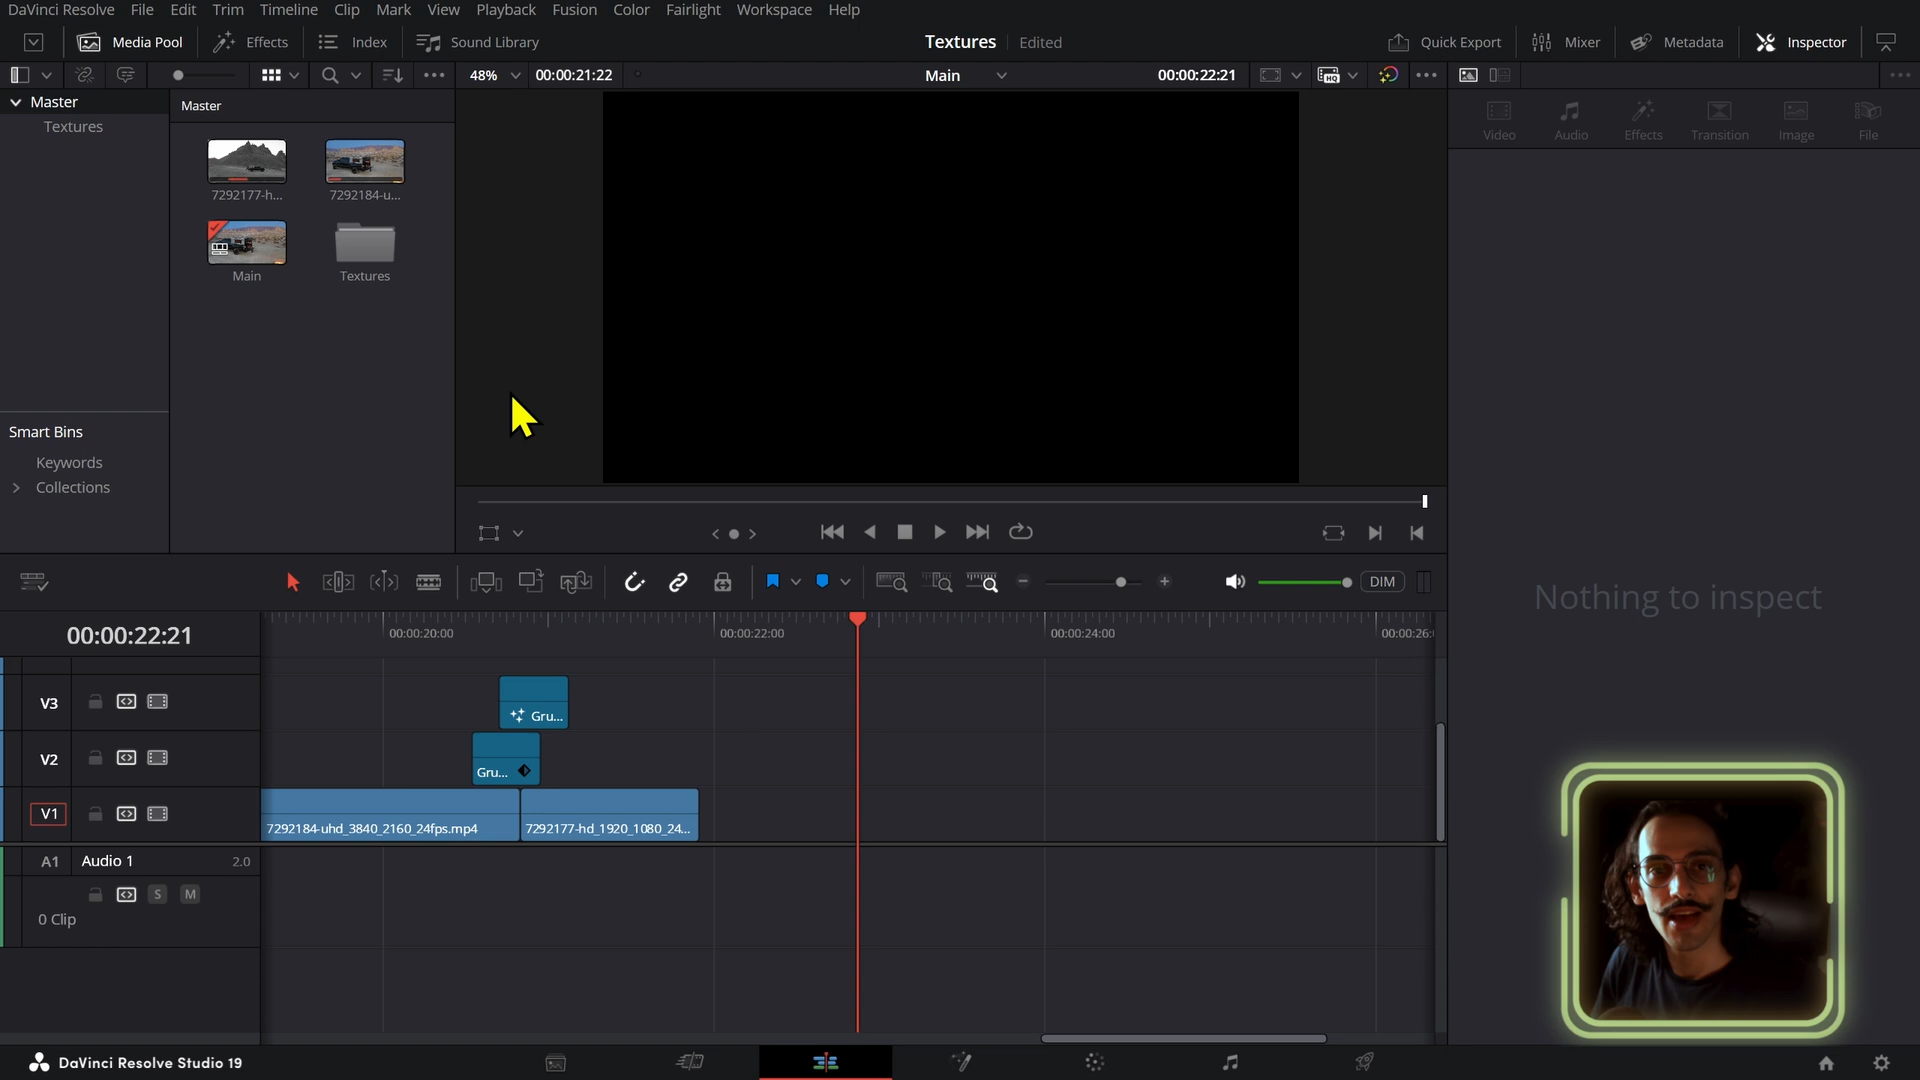 DaVinci Resolve File Edit Trim Timeline Clip Mark View Playback Fusion Color Fairlight Workspace Help
Media Pool Effects Index Sound Library Textures Edited Quick Export Mixer Metadata Inspector
48% 00:00:21:22 Main 00:00:22:21
Master
Textures
Master
7292177-h...
7292184-u...
Main
Textures
Video Audio Effects Transition Image File
Smart Bins
Keywords
Collections
Nothing to inspect
DIM
00:00:22:21
00:00:20:00
00:00:22:00
00:00:24:00
00:00:26:
V3
Gru...
V2
Gru...
V1
7292184-uhd_3840_2160_24fps.mp4
7292177-hd_1920_1080_24...
A1 Audio 1 2.0
S M
0 Clip
DaVinci Resolve Studio 19